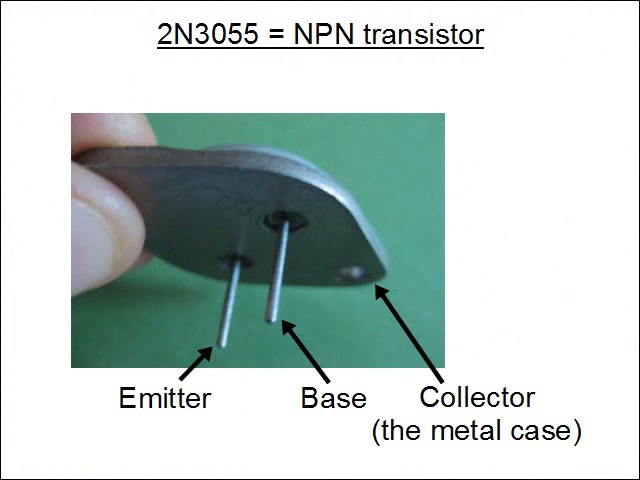 2N3055 = NPN transistor
Emitter
Base
Collector
(the metal case)